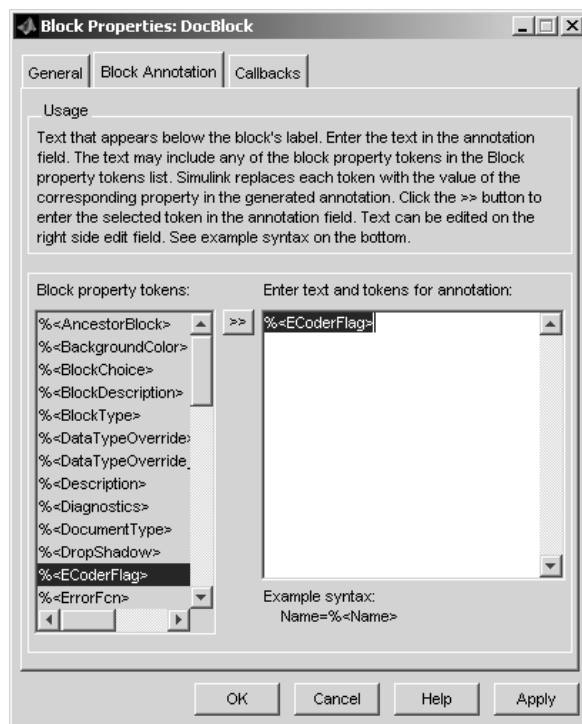 Block Properties: DocBlock
General
Block Annotation
Callbacks
Usage
Text that appears below the block's label. Enter the text in the annotation
field. The text may include any of the block property tokens in the Block
property tokens list. Simulink replaces each token with the value of the
corresponding property in the generated annotation. Click the >> button to
enter the selected token in the annotation field. Text can be edited on the
right side edit field. See example syntax on the bottom.
Block property tokens:
%<AncestorBlock>
%<BackgroundColor>
%<BlockChoice>
%<BlockDescription>
%<BlockType>
%<DataTypeOverride>
%<DataTypeOverride_
%<Description>
%<Diagnostics>
%<DocumentType>
%<DropShadow>
%<ECoderFlag>
%<ErrorFcn>
>>
Enter text and tokens for annotation:
%<ECoderFlag>
Example syntax:
Name=%<Name>
OK
Cancel
Help
Apply